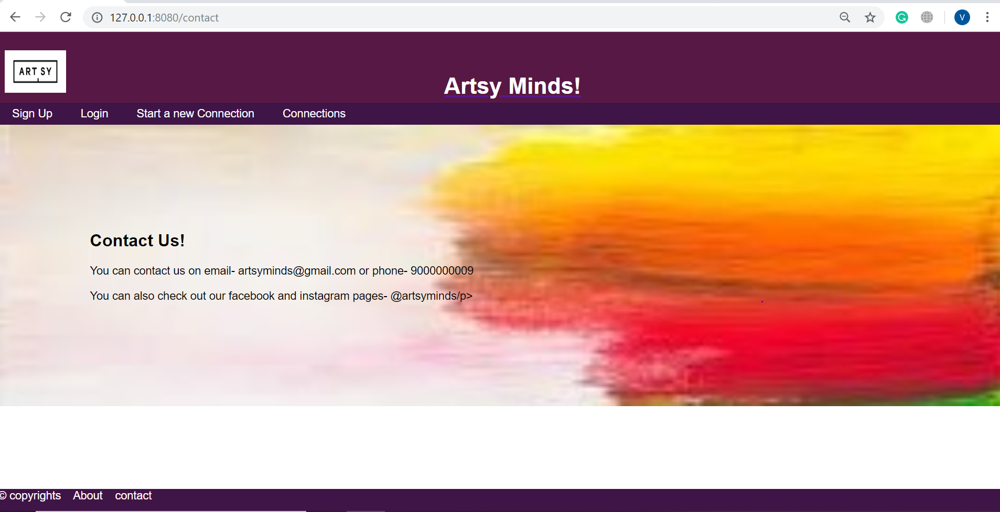 127.0.0.1:8080/contact
V
ART SY
Artsy Minds!
Sign Up Login Start a new Connection Connections
Contact Us!
You can contact us on email- artsyminds@gmail.com or phone- 9000000009
You can also check out our facebook and instagram pages- @artsyminds/p>
© copyrights About contact